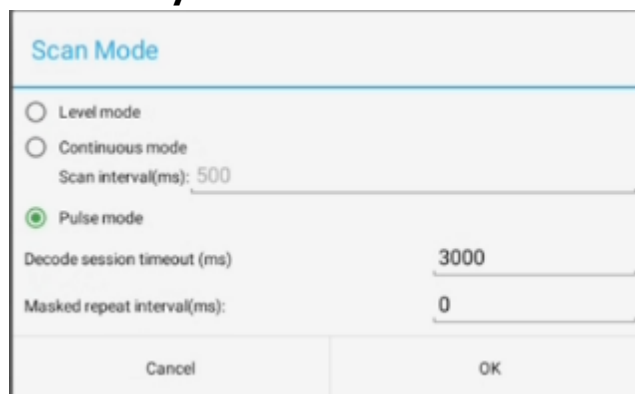 Scan Mode
Level mode
Continuous mode
Scan interval(ms): 500
Pulse mode
Decode session timeout (ms) 3000
Masked repeat interval(ms): 0
Cancel OK